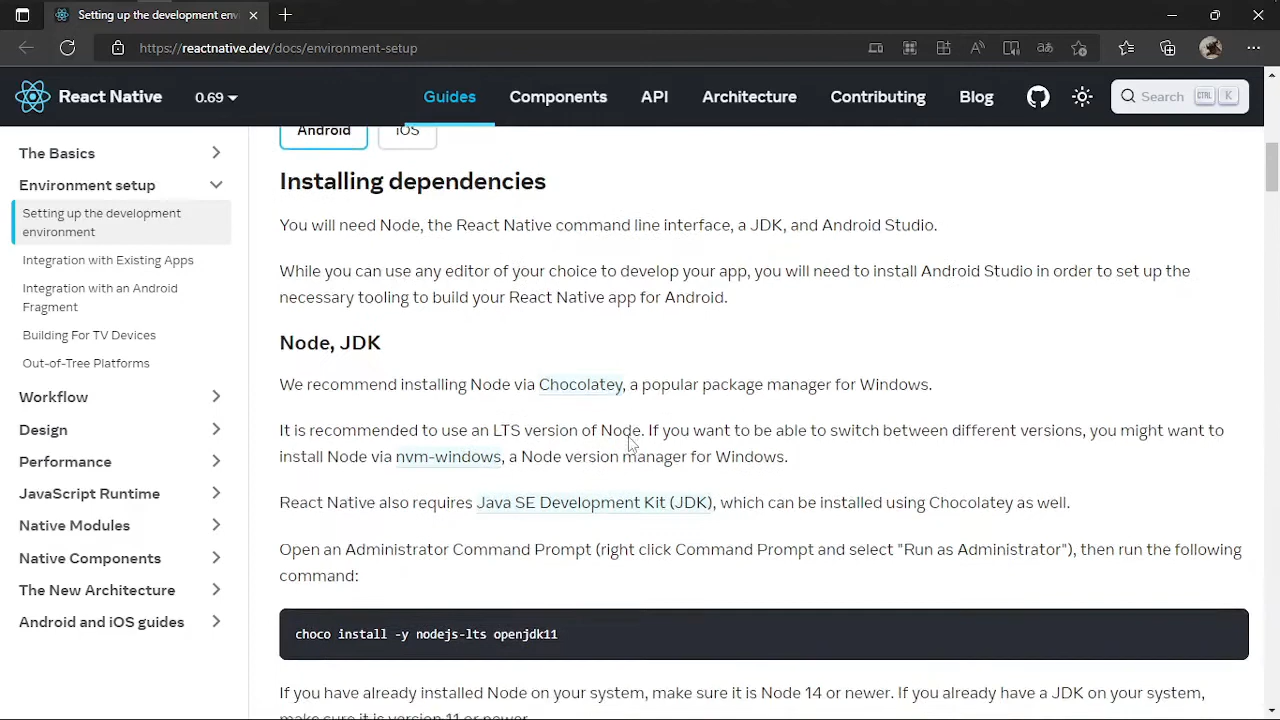 Setting up the development env
https://reactnative.dev/docs/environment-setup
React Native
0.69
Guides
Components
API
Architecture
Contributing
Blog
Search
CTRL
K
The Basics
Environment setup
Setting up the development
environment
Integration with Existing Apps
Integration with an Android
Fragment
Building For TV Devices
Out-of-Tree Platforms
Workflow
Design
Performance
JavaScript Runtime
Native Modules
Native Components
The New Architecture
Android and iOS guides
Android
iOS
Installing dependencies
You will need Node, the React Native command line interface, a JDK, and Android Studio.
While you can use any editor of your choice to develop your app, you will need to install Android Studio in order to set up the
necessary tooling to build your React Native app for Android.
Node, JDK
We recommend installing Node via Chocolatey, a popular package manager for Windows.
It is recommended to use an LTS version of Node. If you want to be able to switch between different versions, you might want to
install Node via nvm-windows, a Node version manager for Windows.
React Native also requires Java SE Development Kit (JDK), which can be installed using Chocolatey as well.
Open an Administrator Command Prompt (right click Command Prompt and select "Run as Administrator"), then run the following
command:
choco install -y nodejs-lts openjdk11
If you have already installed Node on your system, make sure it is Node 14 or newer. If you already have a JDK on your system,
make sure it is version 11 or newer.